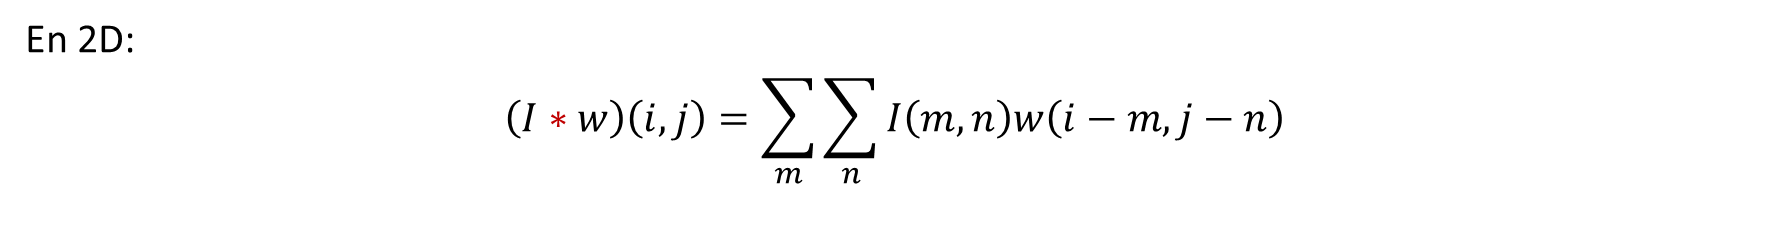 En 2D:
(I * w)(i, j) = ∑_m ∑_n I(m, n)w(i − m, j − n)